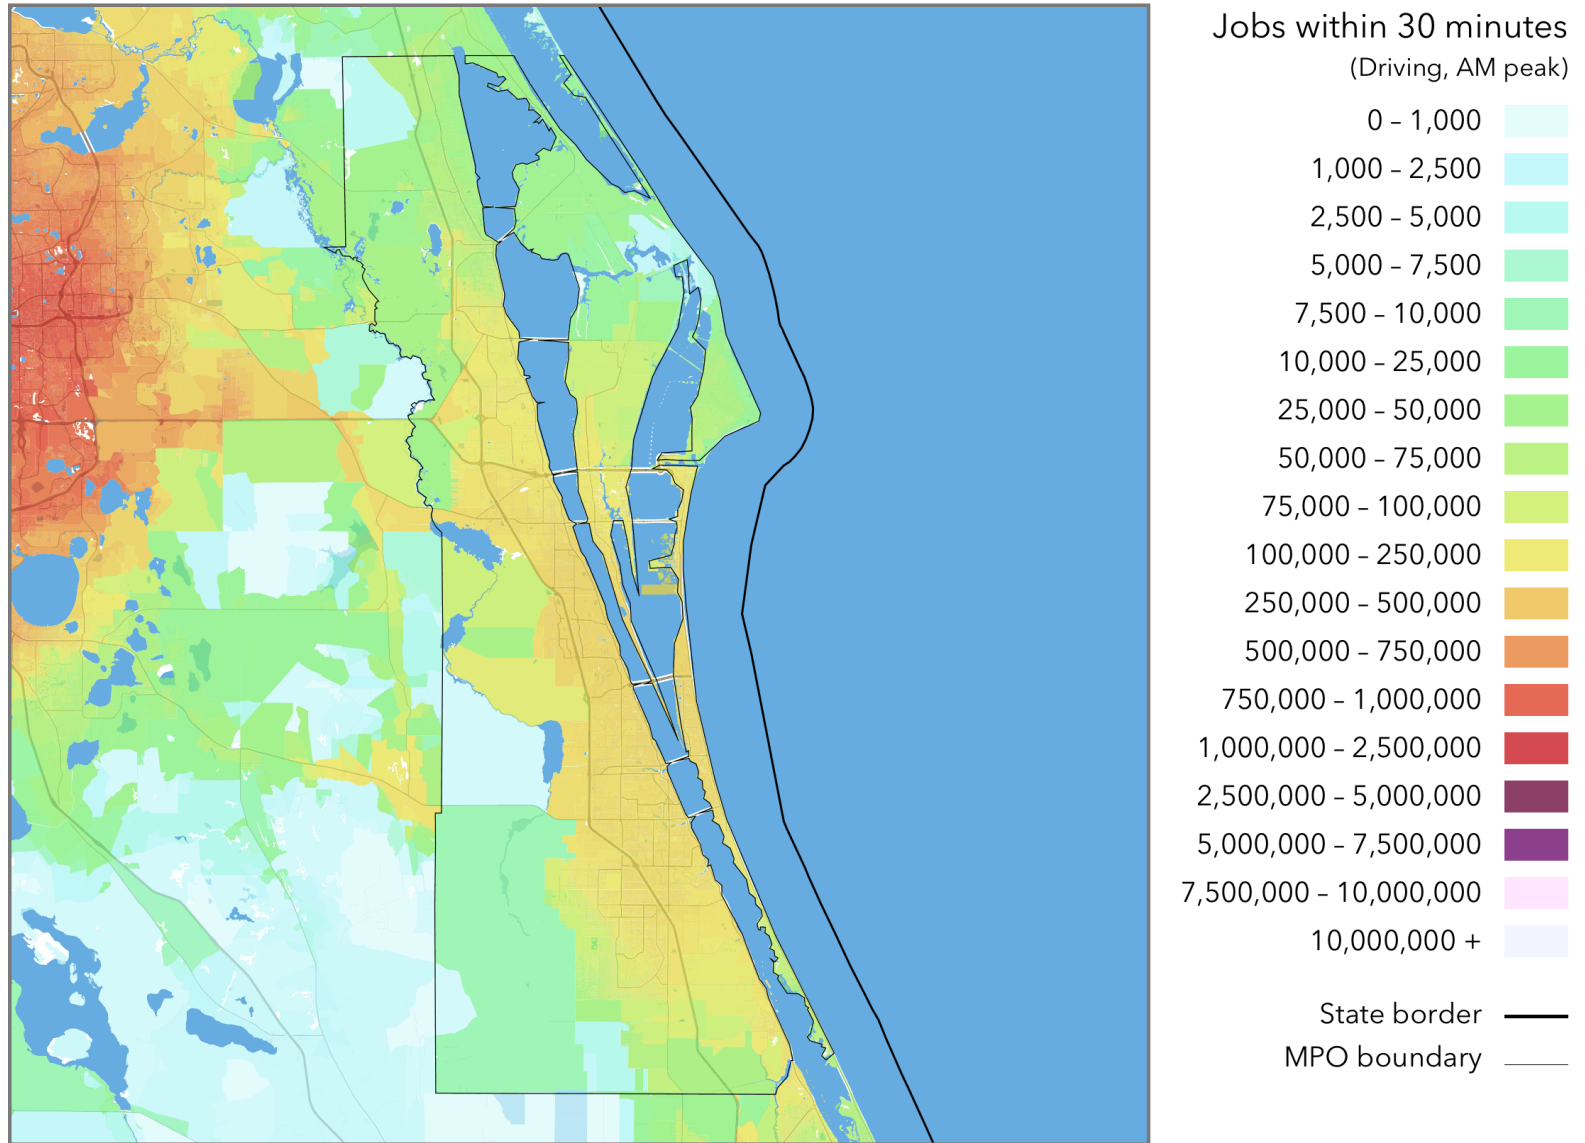 Jobs within 30 minutes
(Driving, AM peak)
0 – 1,000
1,000 – 2,500
2,500 – 5,000
5,000 – 7,500
7,500 – 10,000
10,000 – 25,000
25,000 – 50,000
50,000 – 75,000
75,000 – 100,000
100,000 – 250,000
250,000 – 500,000
500,000 – 750,000
750,000 – 1,000,000
1,000,000 – 2,500,000
2,500,000 – 5,000,000
5,000,000 – 7,500,000
7,500,000 – 10,000,000
10,000,000 +
State border
MPO boundary